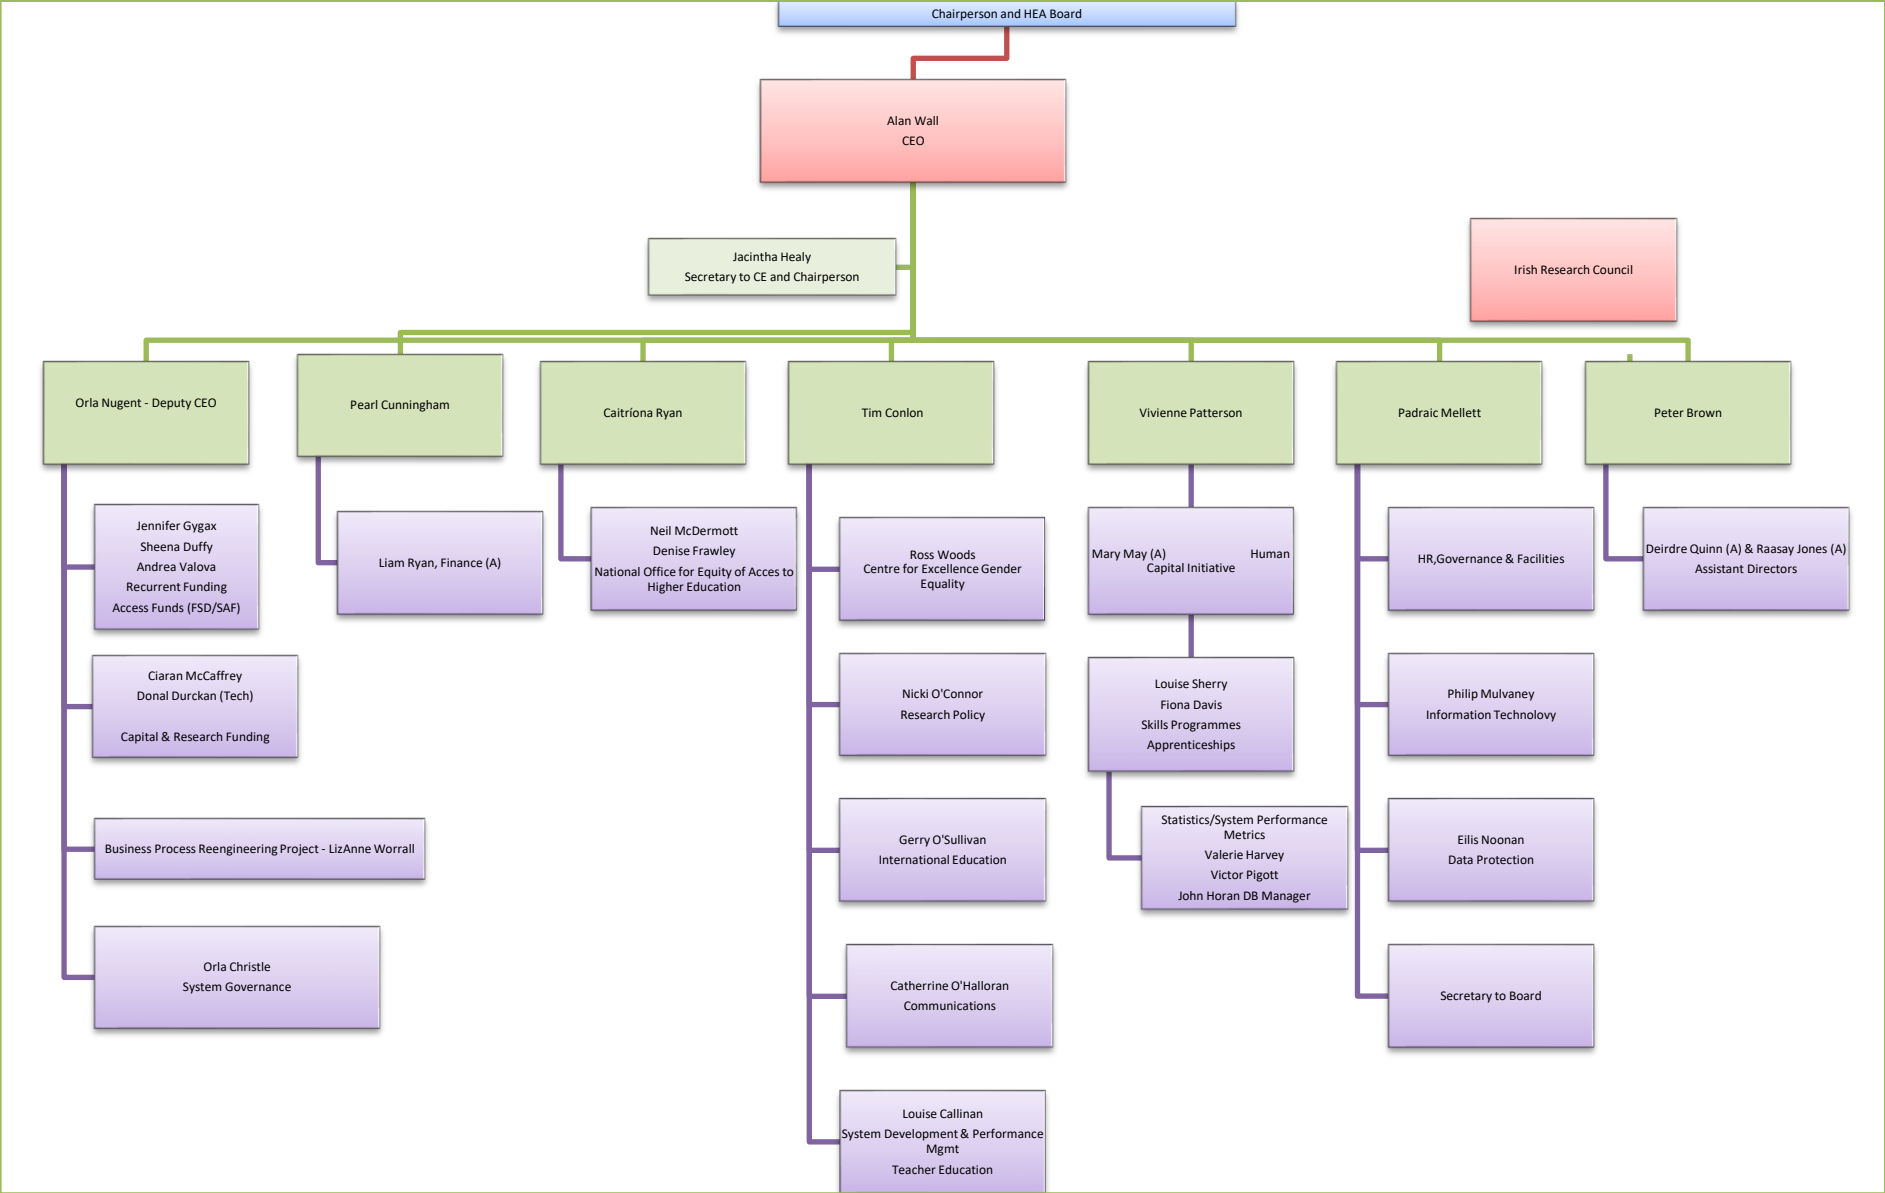 Chairperson and HEA Board
Alan Wall
CEO
Jacintha Healy
Secretary to CE and Chairperson
Irish Research Council
Orla Nugent - Deputy CEO
Pearl Cunningham
Caitríona Ryan
Tim Conlon
Vivienne Patterson
Padraic Mellett
Peter Brown
Jennifer Gygax
Sheena Duffy
Andrea Valova
Recurrent Funding
Access Funds (FSD/SAF)
Ciaran McCaffrey
Donal Durckan (Tech)
Capital & Research Funding
Business Process Reengineering Project - LizAnne Worrall
Orla Christle
System Governance
Liam Ryan, Finance (A)
Neil McDermott
Denise Frawley
National Office for Equity of Acces to
Higher Education
Ross Woods
Centre for Excellence Gender
Equality
Nicki O'Connor
Research Policy
Gerry O'Sullivan
International Education
Catherrine O'Halloran
Communications
Louise Callinan
System Development & Performance
Mgmt
Teacher Education
Mary May (A) Human
Capital Initiative
Louise Sherry
Fiona Davis
Skills Programmes
Apprenticeships
Statistics/System Performance
Metrics
Valerie Harvey
Victor Pigott
John Horan DB Manager
HR,Governance & Facilities
Philip Mulvaney
Information Technolovy
Eilis Noonan
Data Protection
Secretary to Board
Deirdre Quinn (A) & Raasay Jones (A)
Assistant Directors